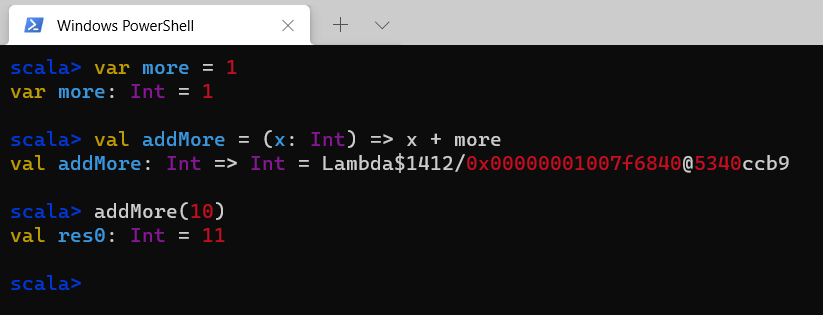 Windows PowerShell
scala> var more = 1
var more: Int = 1
scala> val addMore = (x: Int) => x + more
val addMore: Int => Int = Lambda$1412/0x00000001007f6840@5340ccb9
scala> addMore(10)
val res0: Int = 11
scala>